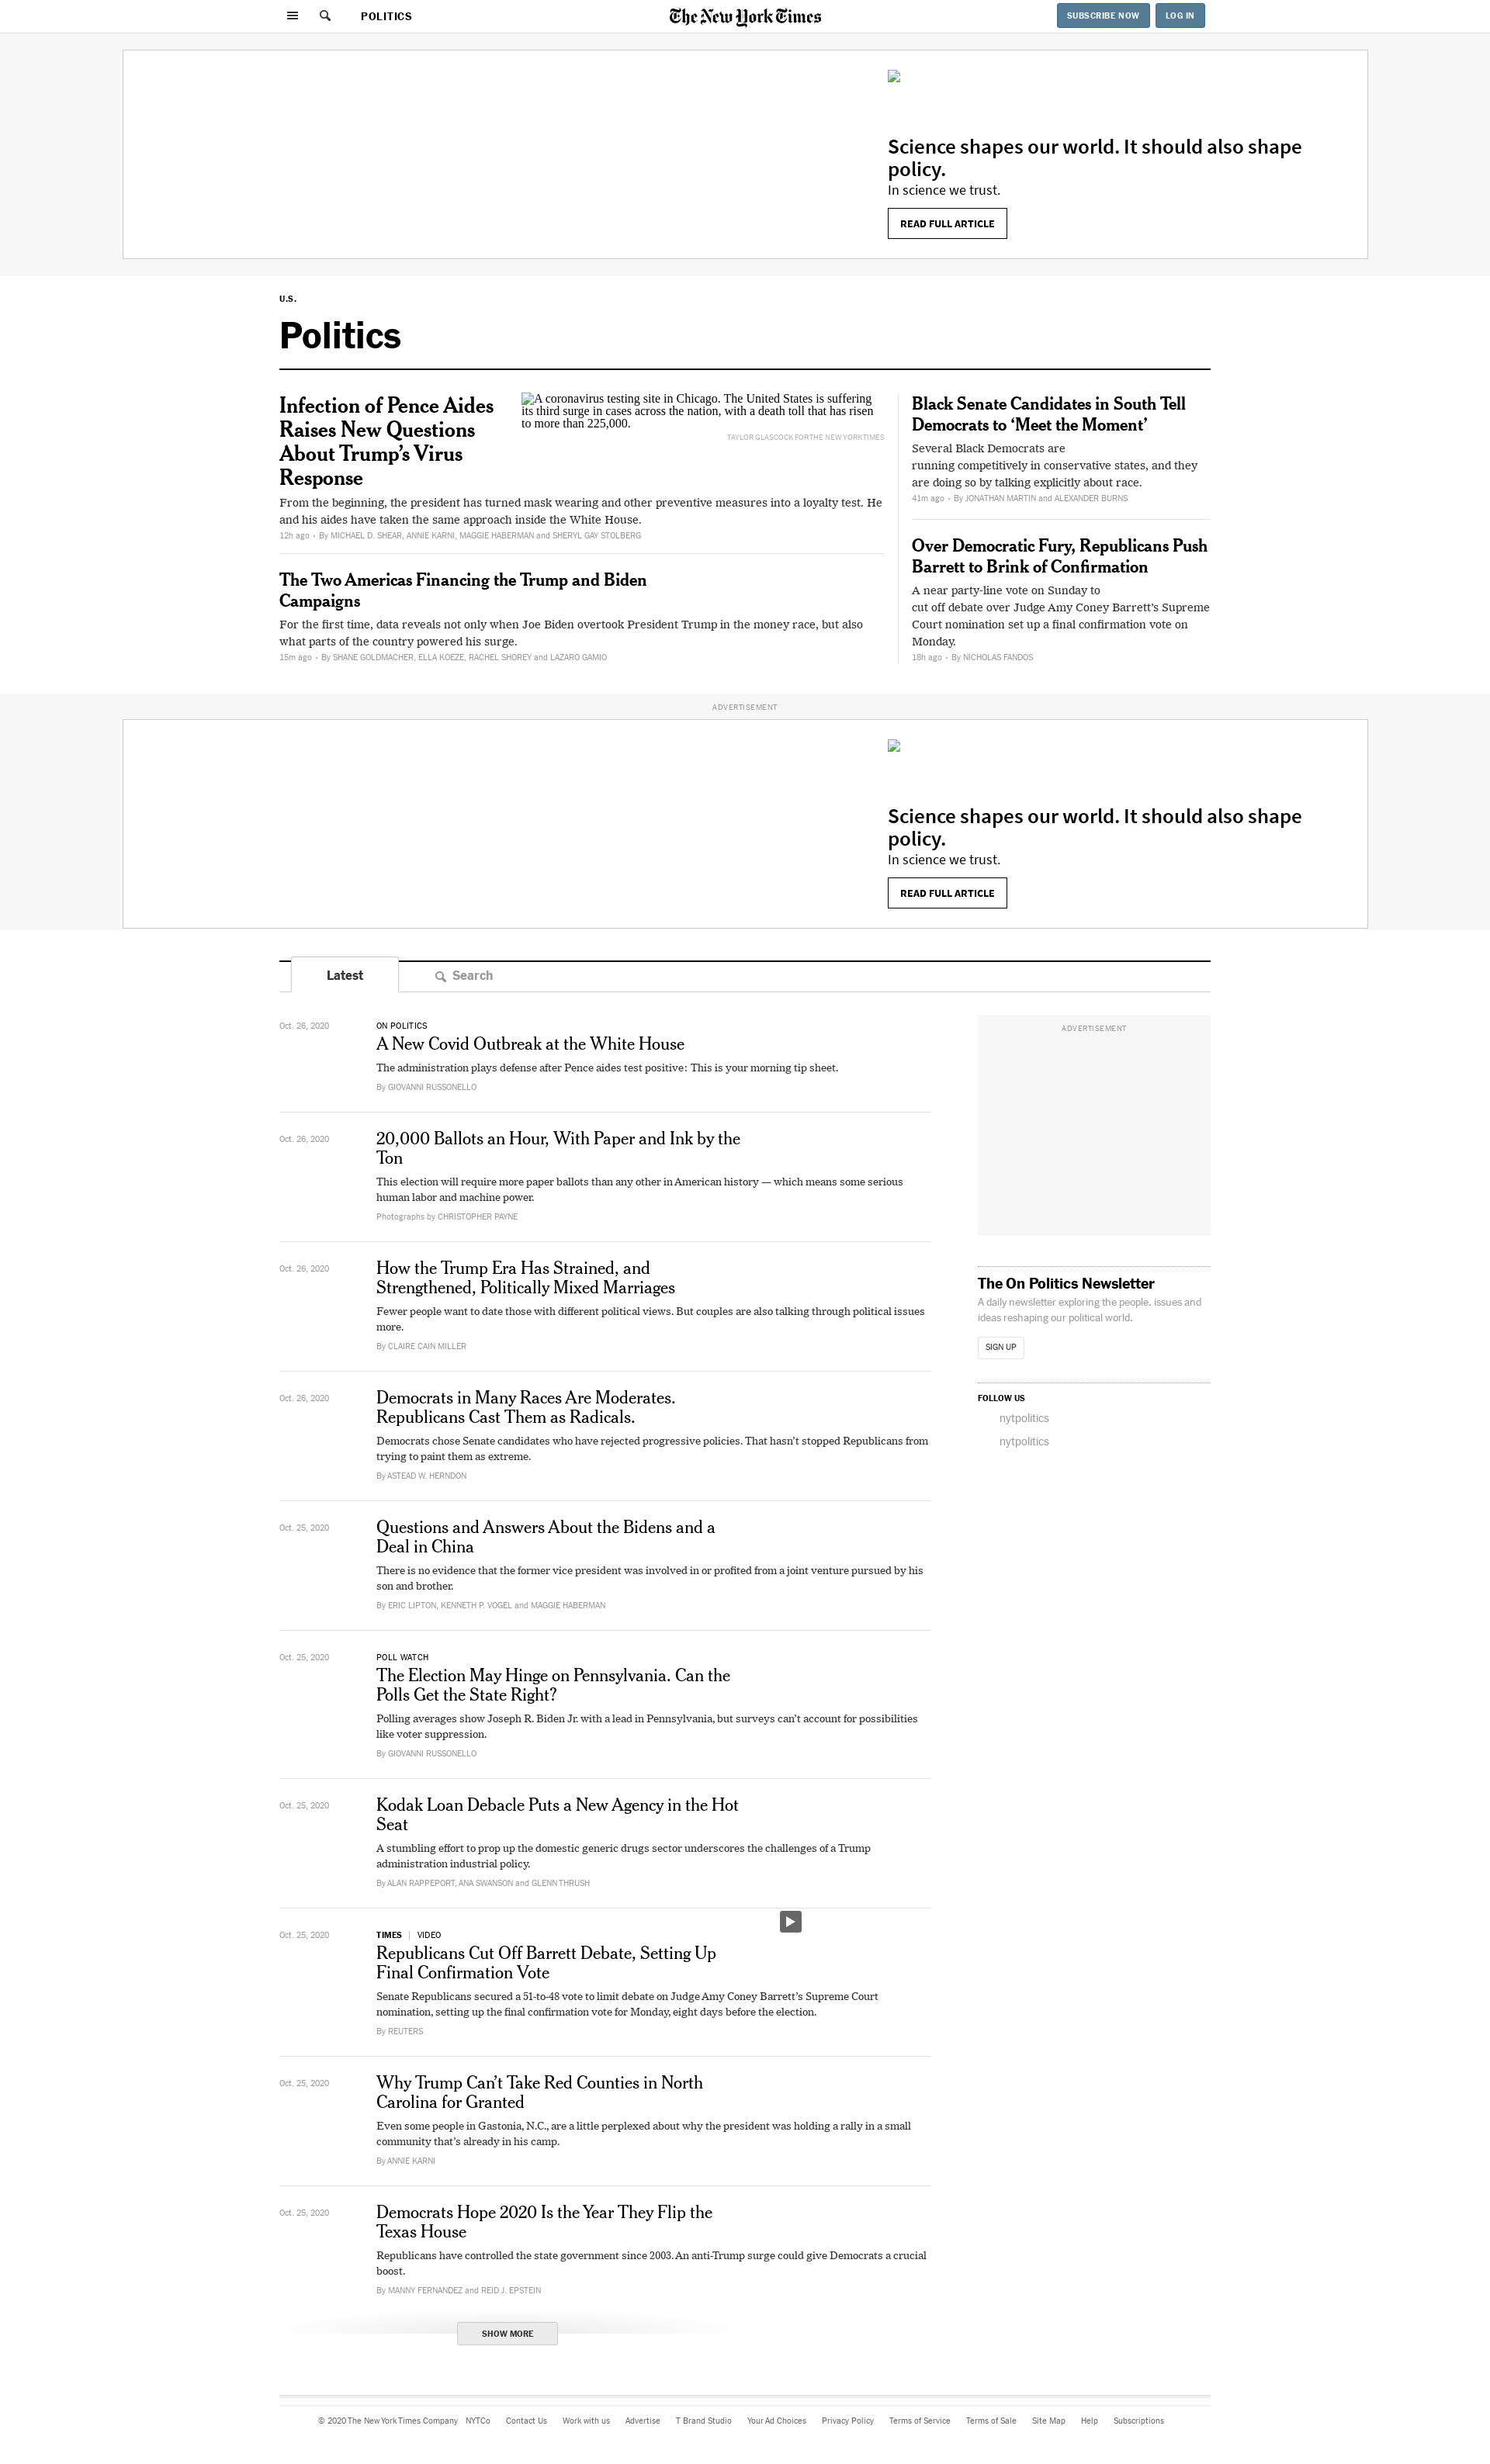 POLITICS
The New York Times
SUBSCRIBE NOW
LOG IN
Science shapes our world. It should also shape
policy.
In science we trust.
READ FULL ARTICLE
U.S.
Politics
Infection of Pence Aides
Raises New Questions
About Trump’s Virus
Response
A coronavirus testing site in Chicago. The United States is suffering
its third surge in cases across the nation, with a death toll that has risen
to more than 225,000.
TAYLOR GLASCOCK FOR THE NEW YORK TIMES
From the beginning, the president has turned mask wearing and other preventive measures into a loyalty test. He
and his aides have taken the same approach inside the White House.
12h ago • By MICHAEL D. SHEAR, ANNIE KARNI, MAGGIE HABERMAN and SHERYL GAY STOLBERG
The Two Americas Financing the Trump and Biden
Campaigns
For the first time, data reveals not only when Joe Biden overtook President Trump in the money race, but also
what parts of the country powered his surge.
15m ago • By SHANE GOLDMACHER, ELLA KOEZE, RACHEL SHOREY and LAZARO GAMIO
Black Senate Candidates in South Tell
Democrats to ‘Meet the Moment’
Several Black Democrats are
running competitively in conservative states, and they
are doing so by talking explicitly about race.
41m ago • By JONATHAN MARTIN and ALEXANDER BURNS
Over Democratic Fury, Republicans Push
Barrett to Brink of Confirmation
A near party-line vote on Sunday to
cut off debate over Judge Amy Coney Barrett’s Supreme
Court nomination set up a final confirmation vote on
Monday.
18h ago • By NICHOLAS FANDOS
ADVERTISEMENT
Science shapes our world. It should also shape
policy.
In science we trust.
READ FULL ARTICLE
Latest
Search
Oct. 26, 2020
ON POLITICS
A New Covid Outbreak at the White House
The administration plays defense after Pence aides test positive: This is your morning tip sheet.
By GIOVANNI RUSSONELLO
Oct. 26, 2020
20,000 Ballots an Hour, With Paper and Ink by the
Ton
This election will require more paper ballots than any other in American history — which means some serious
human labor and machine power.
Photographs by CHRISTOPHER PAYNE
Oct. 26, 2020
How the Trump Era Has Strained, and
Strengthened, Politically Mixed Marriages
Fewer people want to date those with different political views. But couples are also talking through political issues
more.
By CLAIRE CAIN MILLER
Oct. 26, 2020
Democrats in Many Races Are Moderates.
Republicans Cast Them as Radicals.
Democrats chose Senate candidates who have rejected progressive policies. That hasn’t stopped Republicans from
trying to paint them as extreme.
By ASTEAD W. HERNDON
Oct. 25, 2020
Questions and Answers About the Bidens and a
Deal in China
There is no evidence that the former vice president was involved in or profited from a joint venture pursued by his
son and brother.
By ERIC LIPTON, KENNETH P. VOGEL and MAGGIE HABERMAN
Oct. 25, 2020
POLL WATCH
The Election May Hinge on Pennsylvania. Can the
Polls Get the State Right?
Polling averages show Joseph R. Biden Jr. with a lead in Pennsylvania, but surveys can’t account for possibilities
like voter suppression.
By GIOVANNI RUSSONELLO
Oct. 25, 2020
Kodak Loan Debacle Puts a New Agency in the Hot
Seat
A stumbling effort to prop up the domestic generic drugs sector underscores the challenges of a Trump
administration industrial policy.
By ALAN RAPPEPORT, ANA SWANSON and GLENN THRUSH
Oct. 25, 2020
TIMES | VIDEO
Republicans Cut Off Barrett Debate, Setting Up
Final Confirmation Vote
Senate Republicans secured a 51-to-48 vote to limit debate on Judge Amy Coney Barrett’s Supreme Court
nomination, setting up the final confirmation vote for Monday, eight days before the election.
By REUTERS
Oct. 25, 2020
Why Trump Can’t Take Red Counties in North
Carolina for Granted
Even some people in Gastonia, N.C., are a little perplexed about why the president was holding a rally in a small
community that’s already in his camp.
By ANNIE KARNI
Oct. 25, 2020
Democrats Hope 2020 Is the Year They Flip the
Texas House
Republicans have controlled the state government since 2003. An anti-Trump surge could give Democrats a crucial
boost.
By MANNY FERNANDEZ and REID J. EPSTEIN
SHOW MORE
ADVERTISEMENT
The On Politics Newsletter
A daily newsletter exploring the people, issues and
ideas reshaping our political world.
SIGN UP
FOLLOW US
nytpolitics
nytpolitics
© 2020 The New York Times Company NYTCo Contact Us Work with us Advertise T Brand Studio Your Ad Choices Privacy Policy Terms of Service Terms of Sale Site Map Help Subscriptions